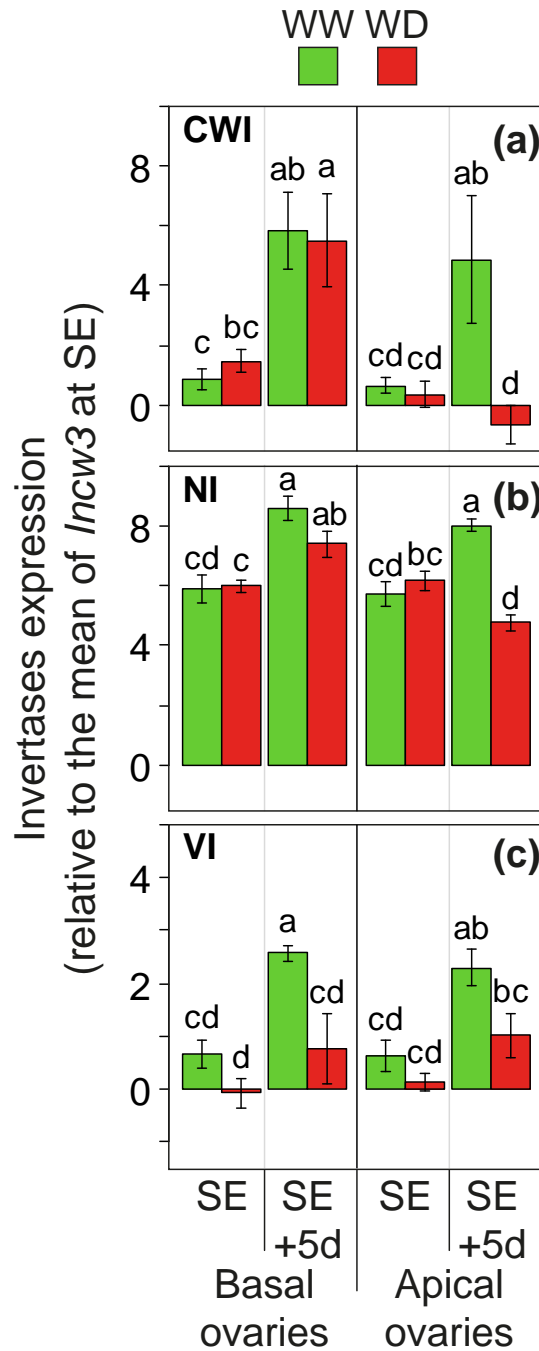 WW WD
Invertases expression
(relative to the mean of Incw3 at SE)
CWI
(a)
8
4
0
c
bc
ab
a
cd
cd
ab
d
NI
(b)
8
4
0
cd
c
a
ab
cd
bc
a
d
VI
(c)
4
2
0
cd
d
a
cd
cd
cd
ab
bc
SE
SE
+5d
SE
SE
+5d
Basal
ovaries
Apical
ovaries